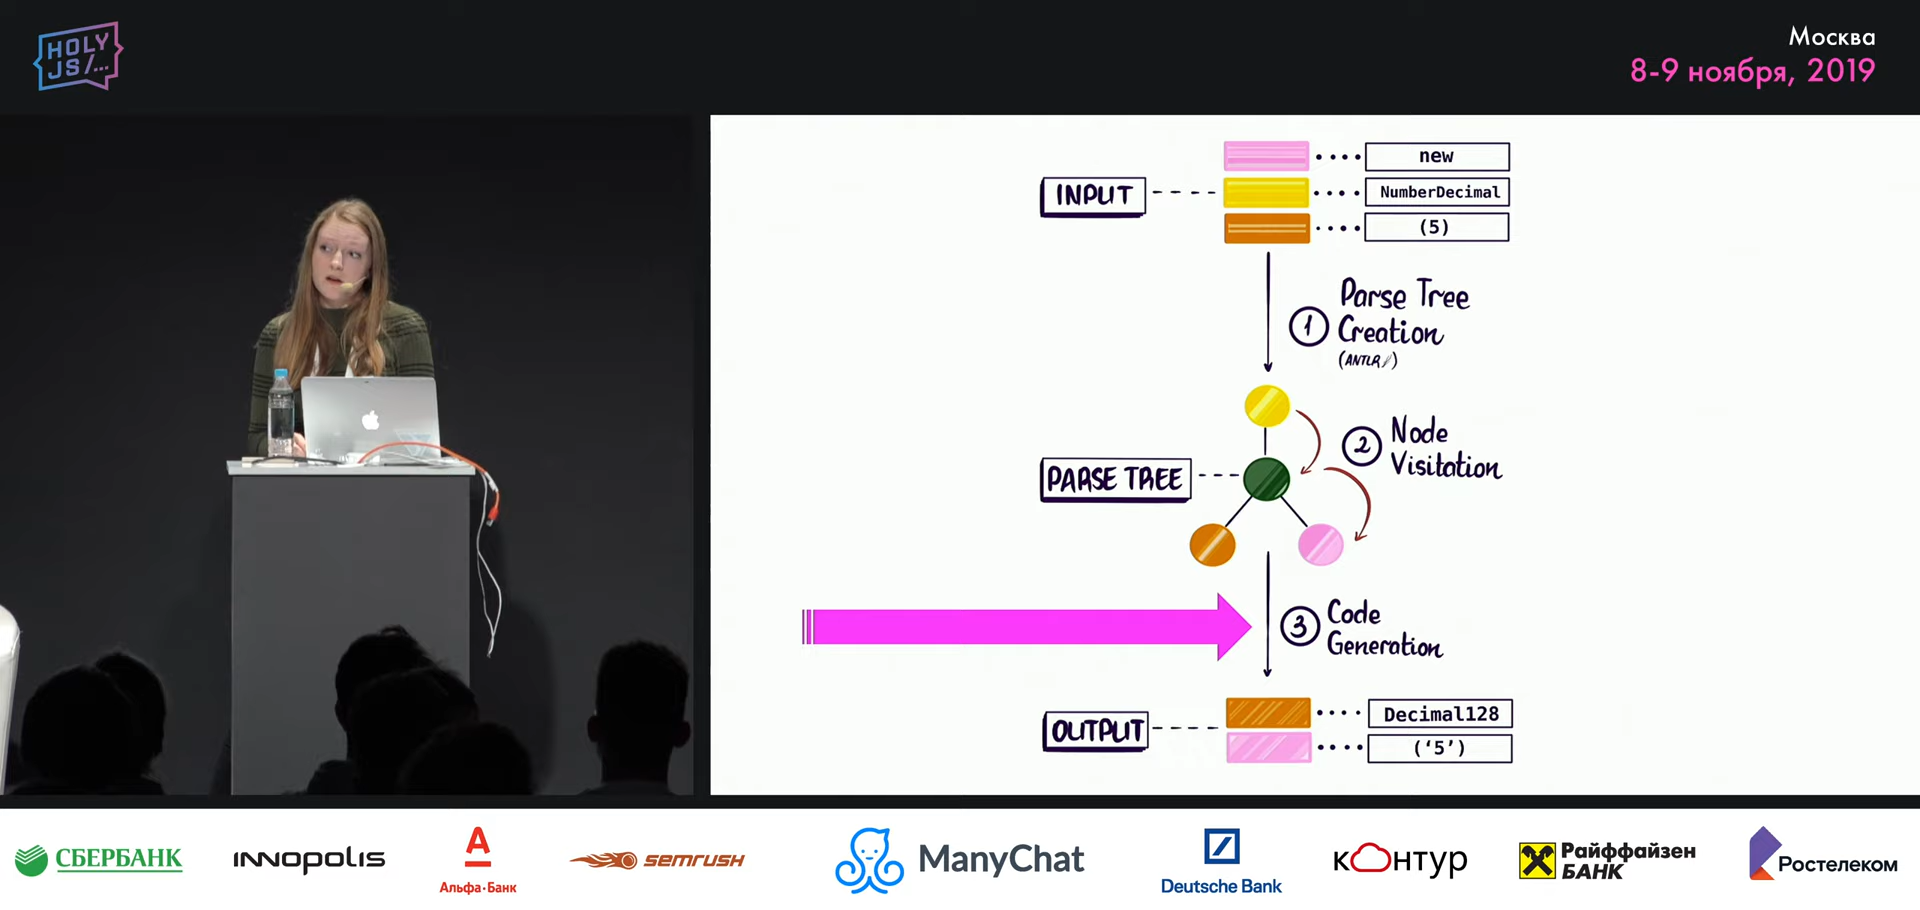 HOLY
JS/...
Москва
8-9 ноября, 2019
new
INPUT
NumberDecimal
(5)
1
Parse Tree
Creation
(ANTLR)
2
Node
Visitation
PARSE TREE
3
Code
Generation
Decimal128
OUTPUT
('5')
СБЕРБАНК
INNOPOLIS
А
Альфа·Банк
semrush
ManyChat
Deutsche Bank
кОнтур
Райффайзен
БАНК
Ростелеком